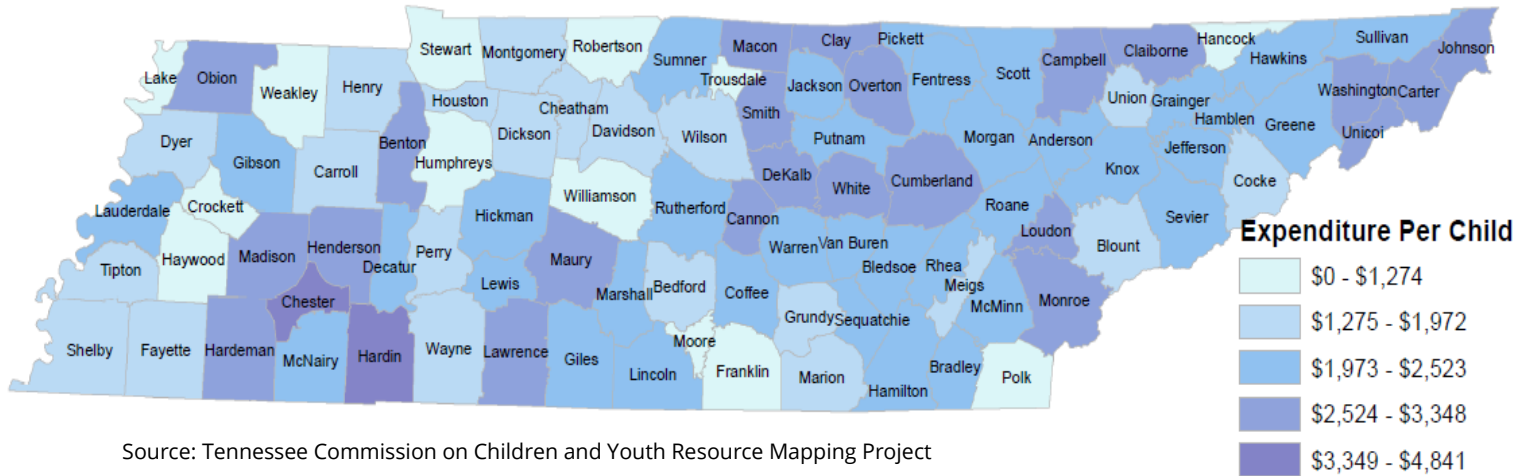 Stewart
Montgomery
Robertson
Sumner
Macon
Clay
Pickett
Hancock
Sullivan
Johnson
Lake
Obion
Weakley
Henry
Houston
Cheatham
Trousdale
Jackson
Overton
Fentress
Scott
Campbell
Claiborne
Hawkins
Union
Grainger
Washington
Carter
Dyer
Gibson
Carroll
Benton
Humphreys
Dickson
Davidson
Wilson
Smith
Putnam
Morgan
Anderson
Hamblen
Greene
Unicoi
Jefferson
Knox
Cocke
Lauderdale
Crockett
Hickman
Williamson
Rutherford
DeKalb
White
Cumberland
Cannon
Roane
Loudon
Sevier
Blount
Tipton
Haywood
Madison
Henderson
Decatur
Perry
Lewis
Maury
Marshall
Bedford
Coffee
Warren
Van Buren
Bledsoe
Rhea
Meigs
McMinn
Monroe
Chester
Grundy
Sequatchie
Shelby
Fayette
Hardeman
McNairy
Hardin
Wayne
Lawrence
Giles
Lincoln
Moore
Franklin
Marion
Hamilton
Bradley
Polk
Expenditure Per Child
$0 - $1,274
$1,275 - $1,972
$1,973 - $2,523
$2,524 - $3,348
$3,349 - $4,841
Source: Tennessee Commission on Children and Youth Resource Mapping Project